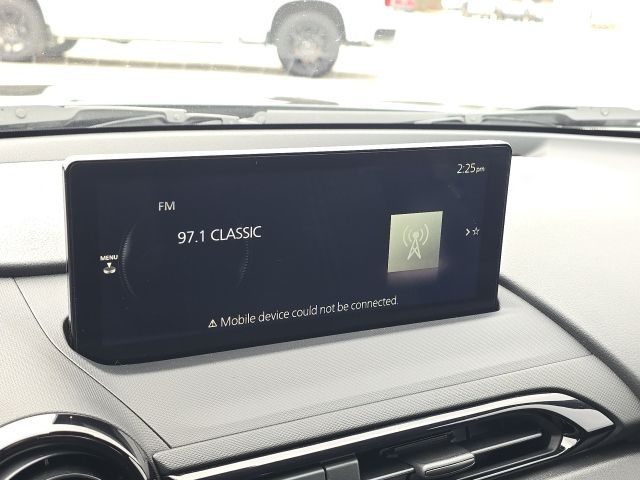 2:25pm
FM
97.1 CLASSIC
MENU
Mobile device could not be connected.